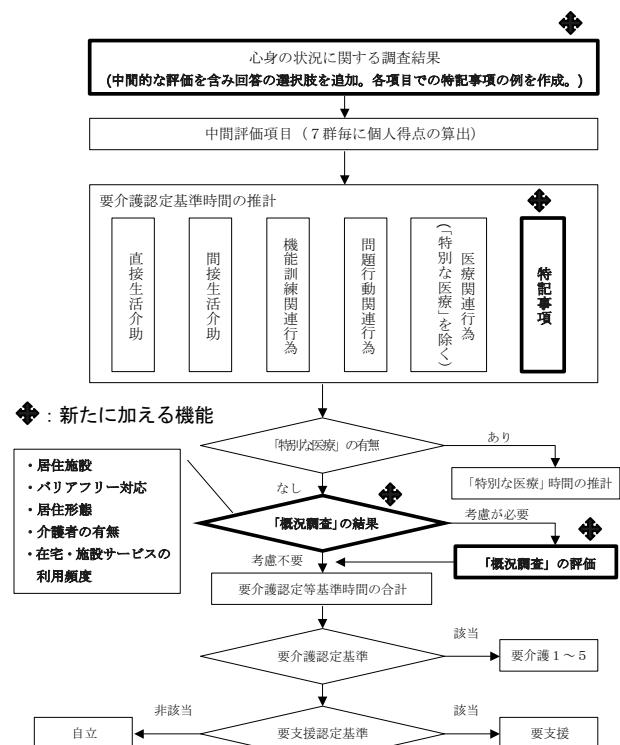 心身の状況に関する調査結果
(中間的な評価を含み回答の選択肢を追加。各項目での特記事項の例を作成。)
中間評価項目（７群毎に個人得点の算出）
要介護認定基準時間の推計
直接生活介助
間接生活介助
機能訓練関連行為
問題行動関連行為
医療関連行為
(「特別な医療」を除く)
特記事項
：新たに加える機能
「特別な医療」の有無
あり
「特別な医療」時間の推計
なし
・居住施設
・バリアフリー対応
・居住形態
・介護者の有無
・在宅・施設サービスの
利用頻度
「概況調査」の結果
考慮が必要
「概況調査」の評価
考慮不要
要介護認定等基準時間の合計
要介護認定基準
該当
要介護１～５
非該当
自立
要支援認定基準
該当
要支援